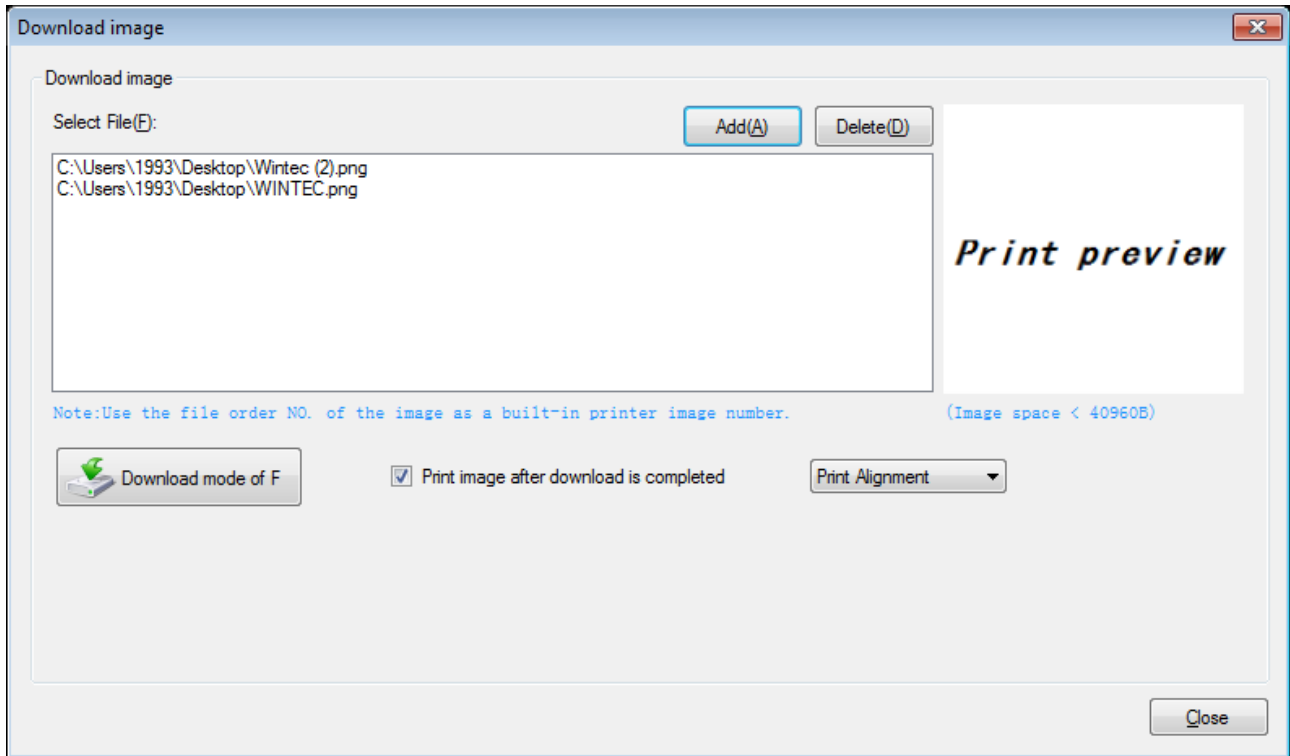 Download image
Download image
Select File(F):
Add(A)
Delete(D)
C:\Users\1993\Desktop\Wintec (2).png
C:\Users\1993\Desktop\WINTEC.png
Print preview
Note:Use the file order NO. of the image as a built-in printer image number.
(Image space < 40960B)
Download mode of F
Print image after download is completed
Print Alignment
Close